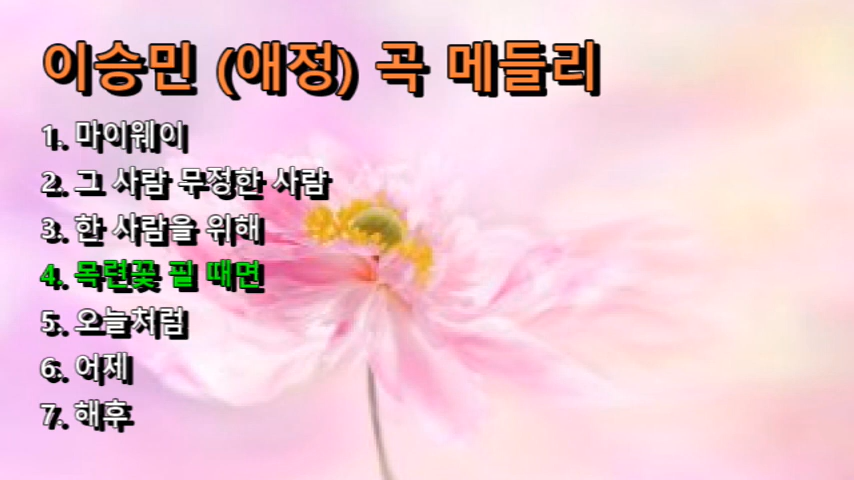 이승민 (애정) 곡 메들리
1. 마이웨이
2. 그 사람 무정한 사람
3. 한 사람을 위해
4. 목련꽃 필 때면
5. 오늘처럼
6. 어제
7. 해후